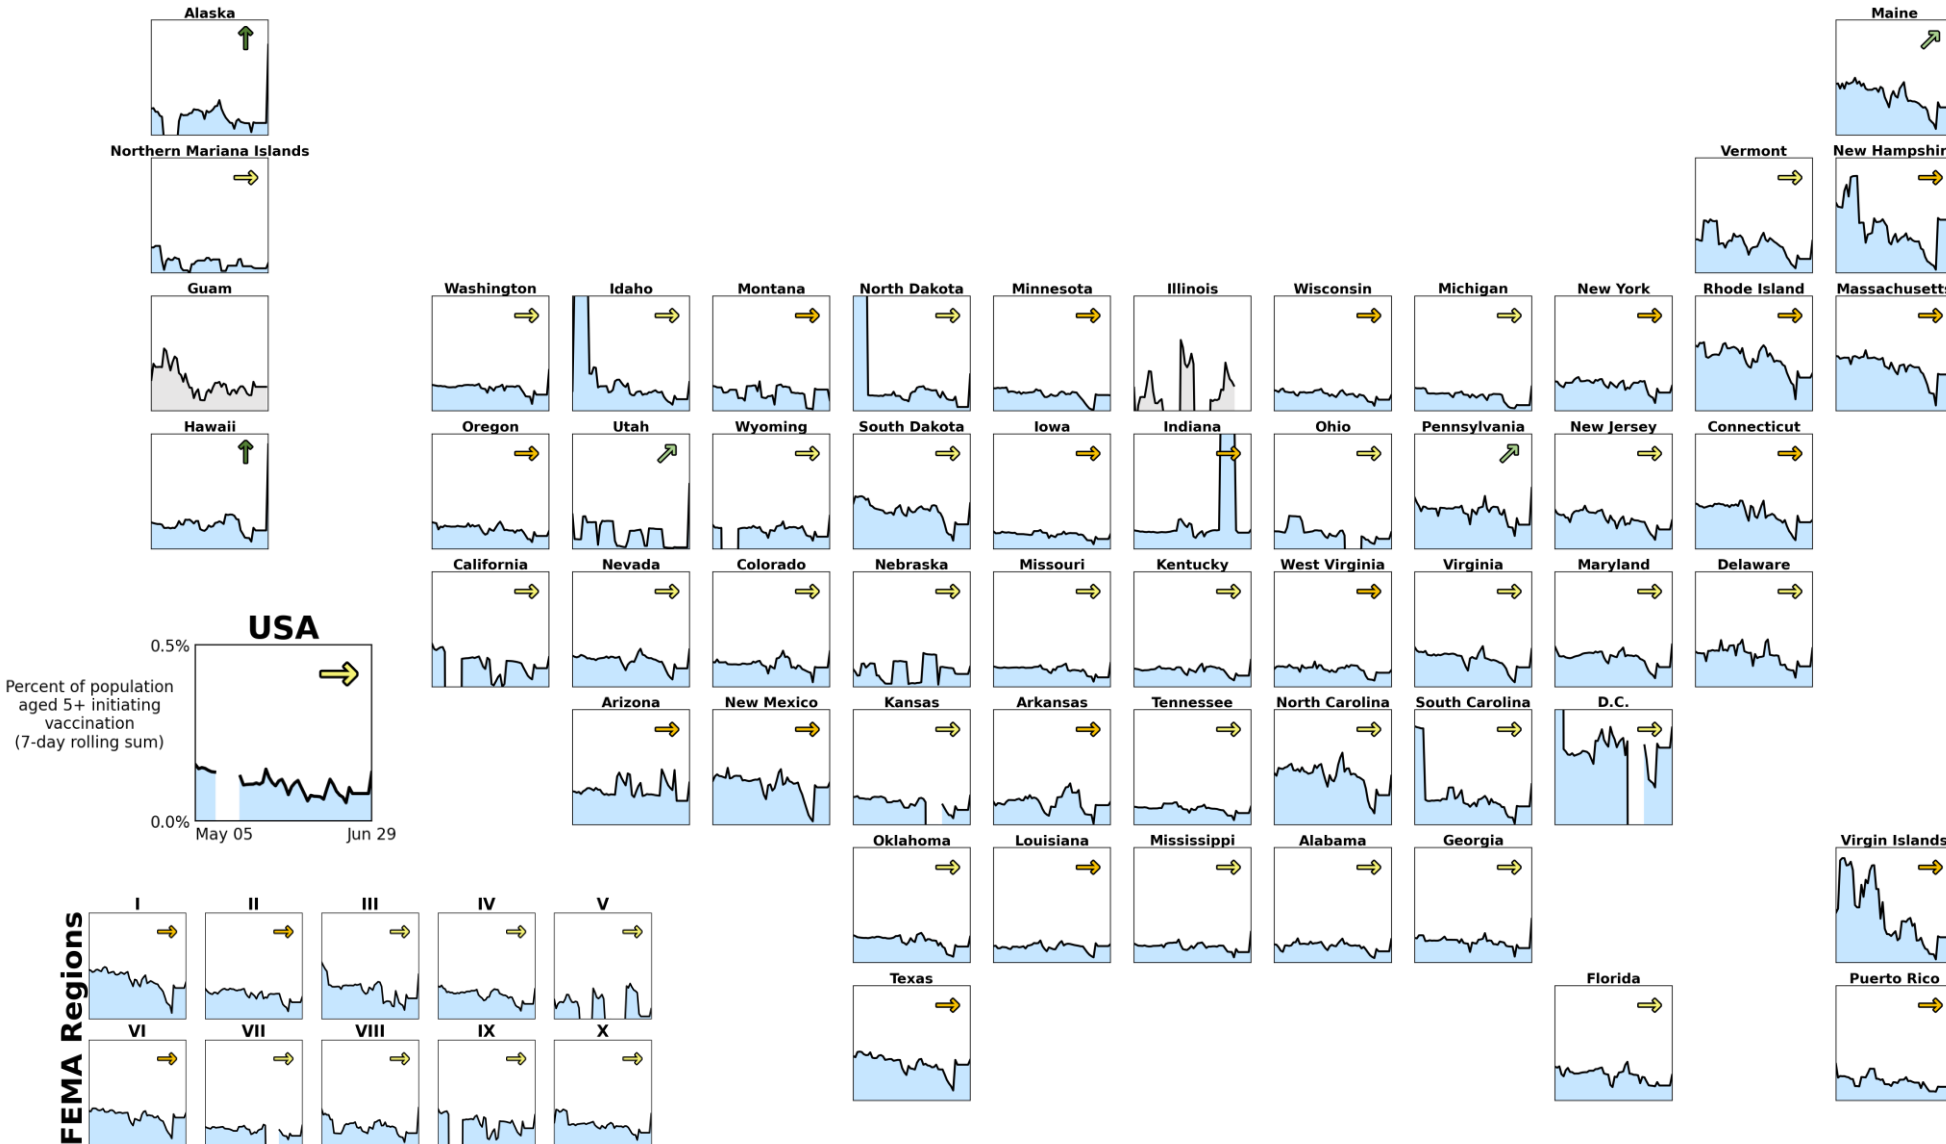 Alaska
Maine
Northern Mariana Islands
Vermont
New Hampshir
Guam
Washington
Idaho
Montana
North Dakota
Minnesota
Illinois
Wisconsin
Michigan
New York
Rhode Island
Massachusetts
Hawaii
Oregon
Utah
Wyoming
South Dakota
Iowa
Indiana
Ohio
Pennsylvania
New Jersey
Connecticut
California
Nevada
Colorado
Nebraska
Missouri
Kentucky
West Virginia
Virginia
Maryland
Delaware
USA
0.5%
Percent of population
aged 5+ initiating
vaccination
(7-day rolling sum)
0.0%
May 05
Jun 29
Arizona
New Mexico
Kansas
Arkansas
Tennessee
North Carolina
South Carolina
D.C.
Oklahoma
Louisiana
Mississippi
Alabama
Georgia
Virgin Islands
Texas
Florida
Puerto Rico
FEMA Regions
I
II
III
IV
V
VI
VII
VIII
IX
X